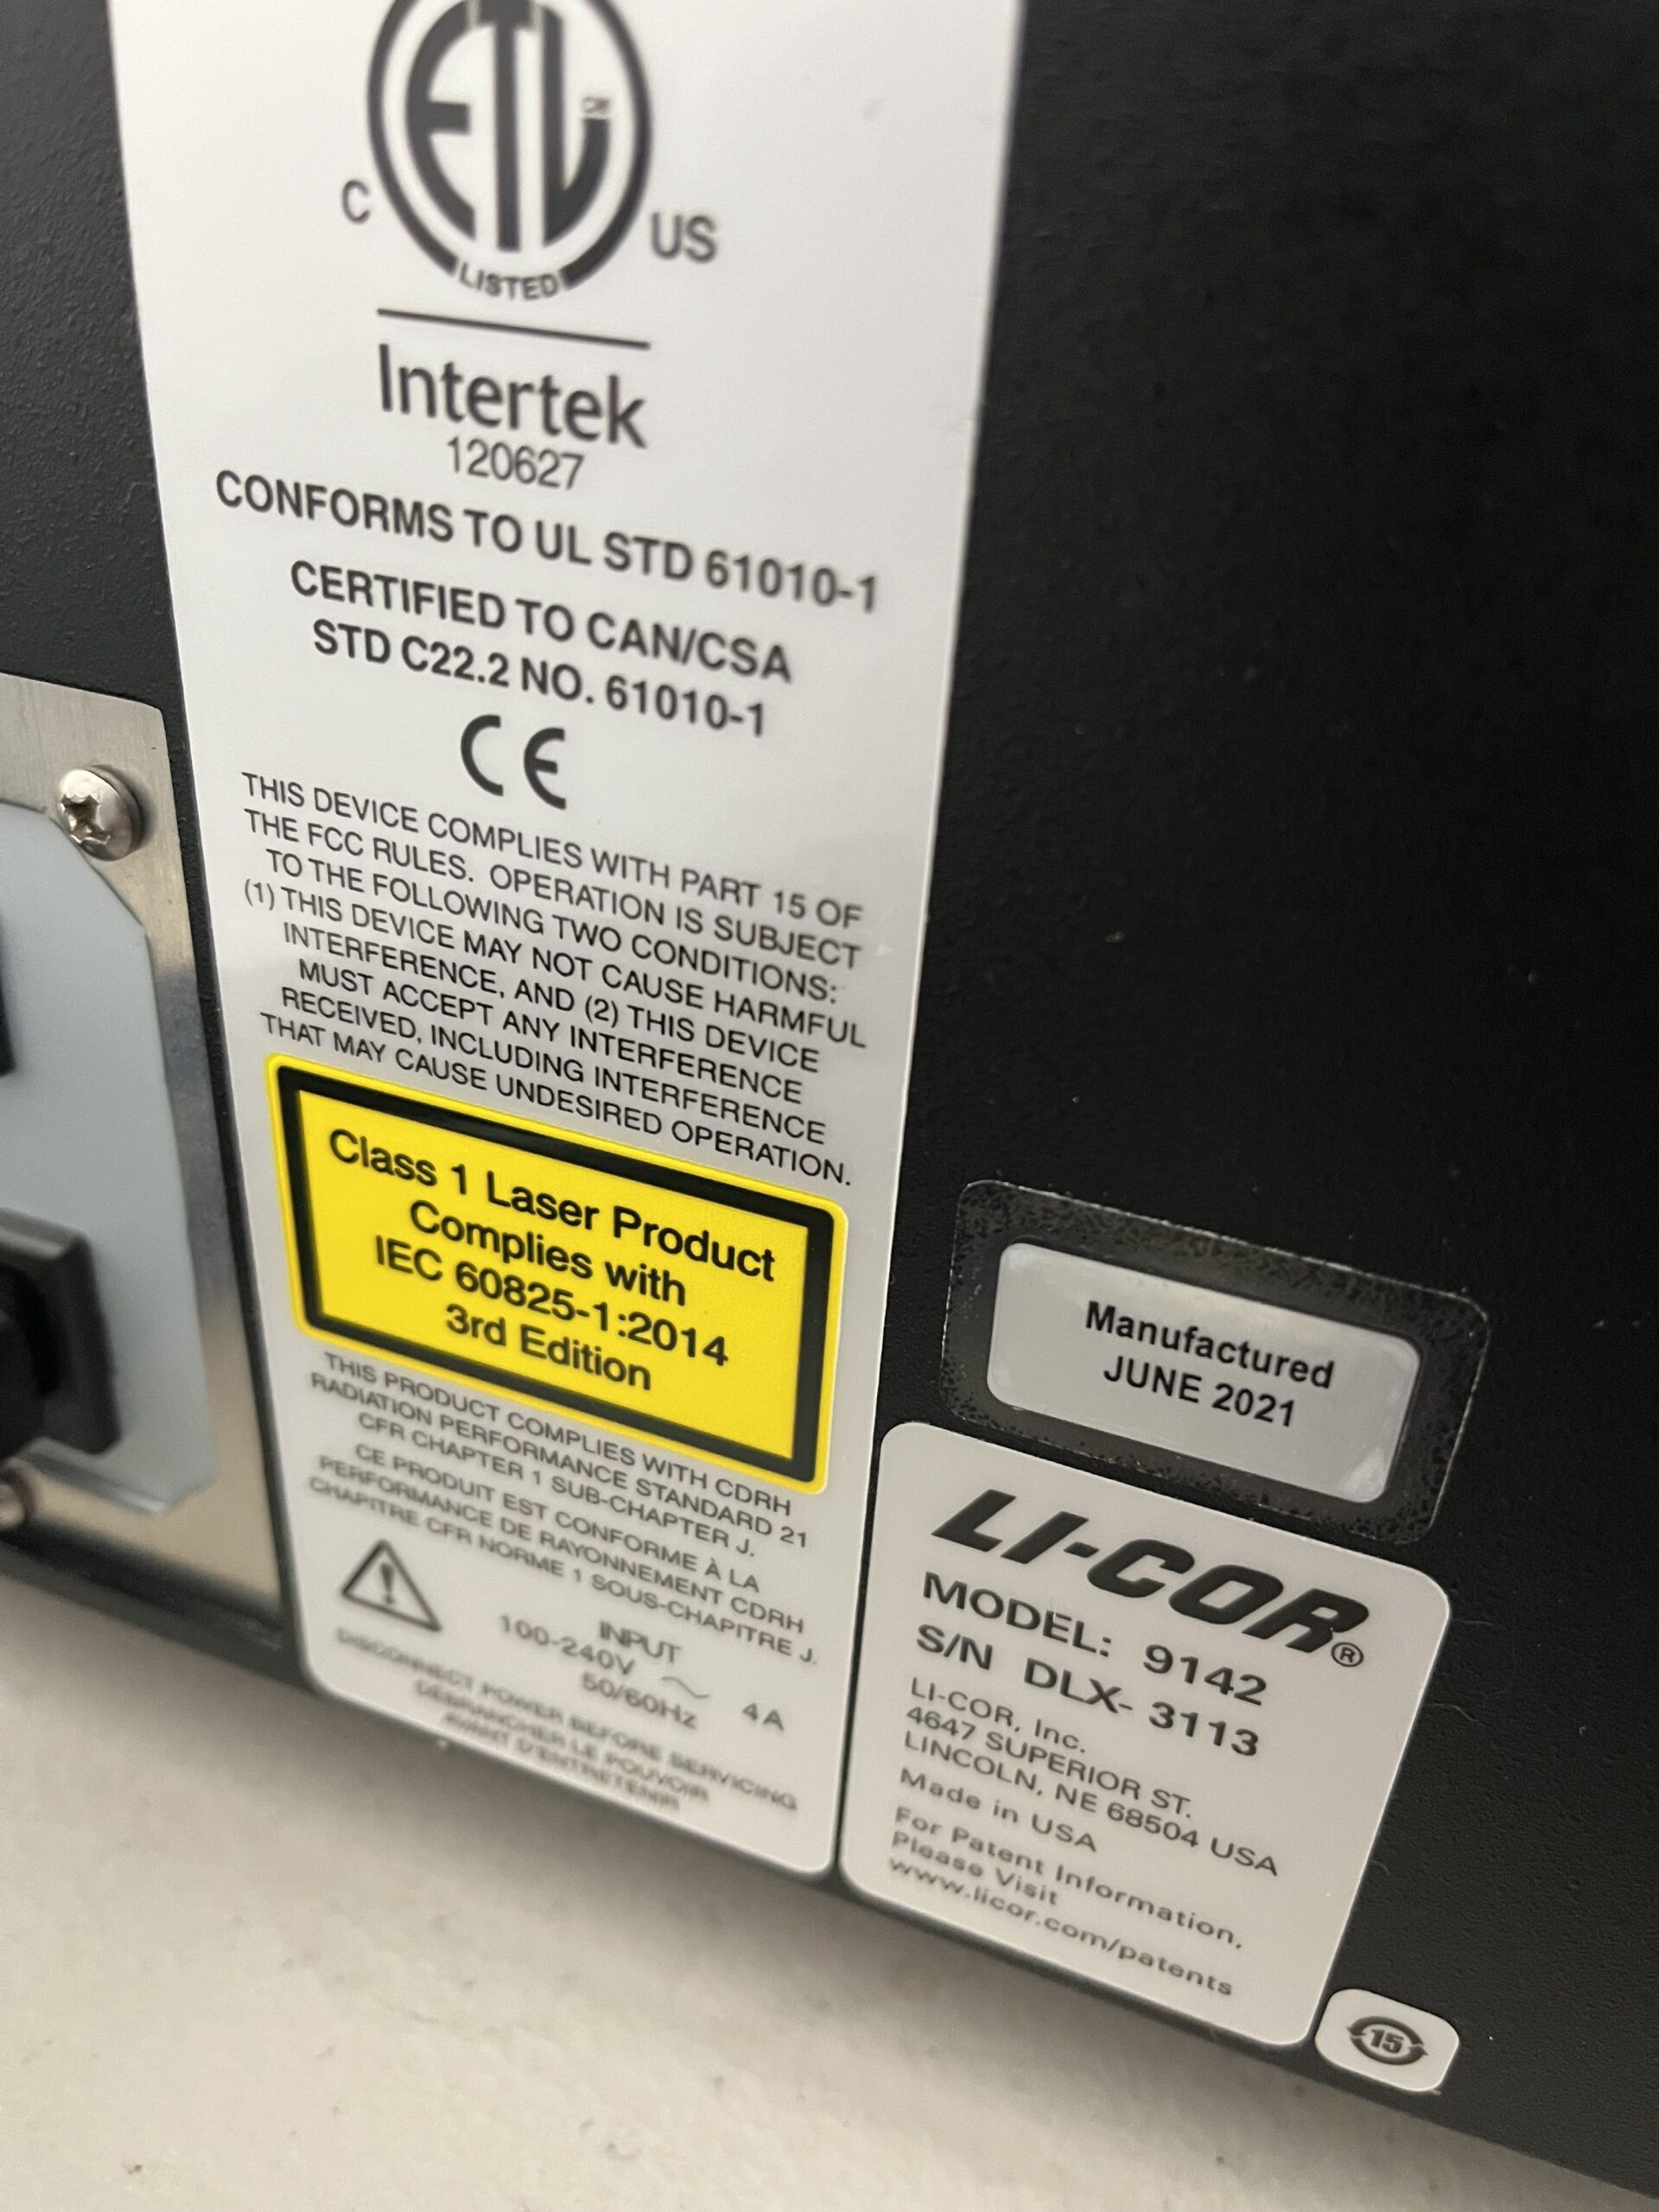 ETL
CM
C
US
LISTED
Intertek
120627
CONFORMS TO UL STD 61010-1
CERTIFIED TO CAN/CSA
STD C22.2 NO. 61010-1
CE
THIS DEVICE COMPLIES WITH PART 15 OF
THE FCC RULES. OPERATION IS SUBJECT
TO THE FOLLOWING TWO CONDITIONS:
(1) THIS DEVICE MAY NOT CAUSE HARMFUL
INTERFERENCE, AND (2) THIS DEVICE
MUST ACCEPT ANY INTERFERENCE
RECEIVED, INCLUDING INTERFERENCE
THAT MAY CAUSE UNDESIRED OPERATION.
Class 1 Laser Product
Complies with
IEC 60825-1:2014
3rd Edition
THIS PRODUCT COMPLIES WITH CDRH
RADIATION PERFORMANCE STANDARD 21
CFR CHAPTER 1 SUB-CHAPTER J.
CE PRODUIT EST CONFORME À LA
PERFORMANCE DE RAYONNEMENT CDRH
CHAPITRE CFR NORME 1 SOUS-CHAPITRE J.
INPUT
100-240V ~ 4A
50/60Hz
DISCONNECT POWER BEFORE SERVICING
DÉBRANCHER LE POUVOIR
AVANT D'ENTRETENIR
Manufactured
JUNE 2021
LI-COR®
MODEL: 9142
S/N DLX- 3113
LI-COR, Inc.
4647 SUPERIOR ST.
LINCOLN, NE 68504 USA
Made in USA
For Patent Information,
Please Visit
www.licor.com/patents
15